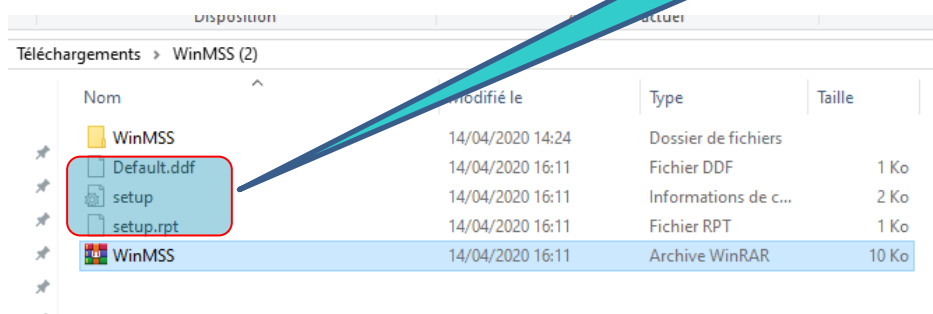 Disposition
actuel
Téléchargements > WinMSS (2)
Nom Modifié le Type Taille
WinMSS 14/04/2020 14:24 Dossier de fichiers
Default.ddf 14/04/2020 16:11 Fichier DDF 1 Ko
setup 14/04/2020 16:11 Informations de c... 2 Ko
setup.rpt 14/04/2020 16:11 Fichier RPT 1 Ko
WinMSS 14/04/2020 16:11 Archive WinRAR 10 Ko